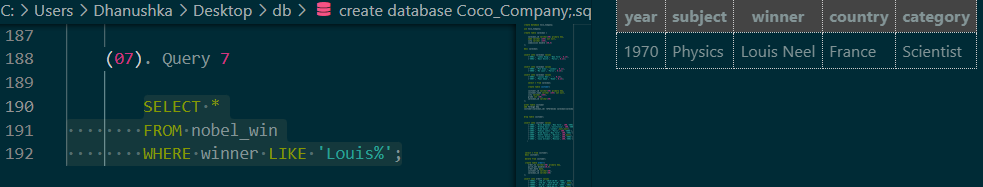 C: > Users > Dhanushka > Desktop > db > create database Coco_Company;.sq
187
188 (07). Query 7
189
190 SELECT *
191 FROM nobel_win
192 WHERE winner LIKE 'Louis%';
year subject winner country category
1970 Physics Louis Neel France Scientist